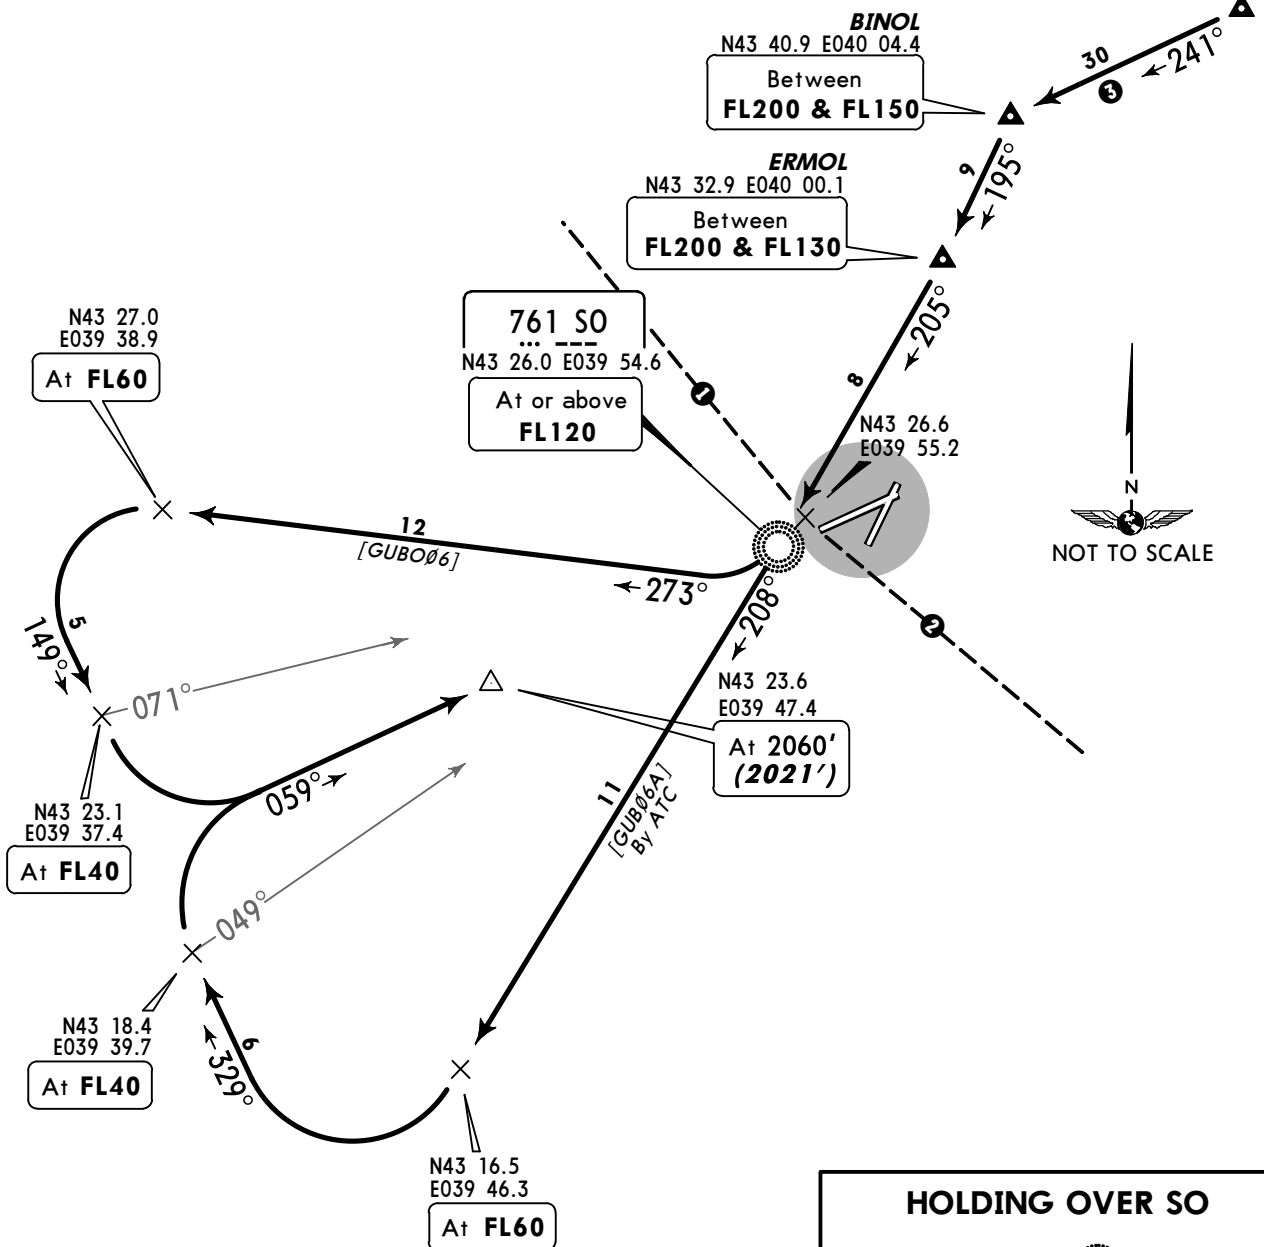 BINOL
N43 40.9 E040 04.4
Between
FL200 & FL150
30
3
241°
9
195°
ERMOL
N43 32.9 E040 00.1
Between
FL200 & FL130
205°
8
761 SO
N43 26.0 E039 54.6
At or above
FL120
1
N43 26.6
E039 55.2
N
NOT TO SCALE
2
N43 27.0
E039 38.9
At FL60
12
[GUBOØ6]
273°
208°
5
149°
071°
N43 23.6
E039 47.4
At 2060'
(2021')
059°
11
[GUBØ6A]
By ATC
N43 23.1
E039 37.4
At FL40
049°
N43 18.4
E039 39.7
At FL40
6
329°
N43 16.5
E039 46.3
At FL60
HOLDING OVER SO